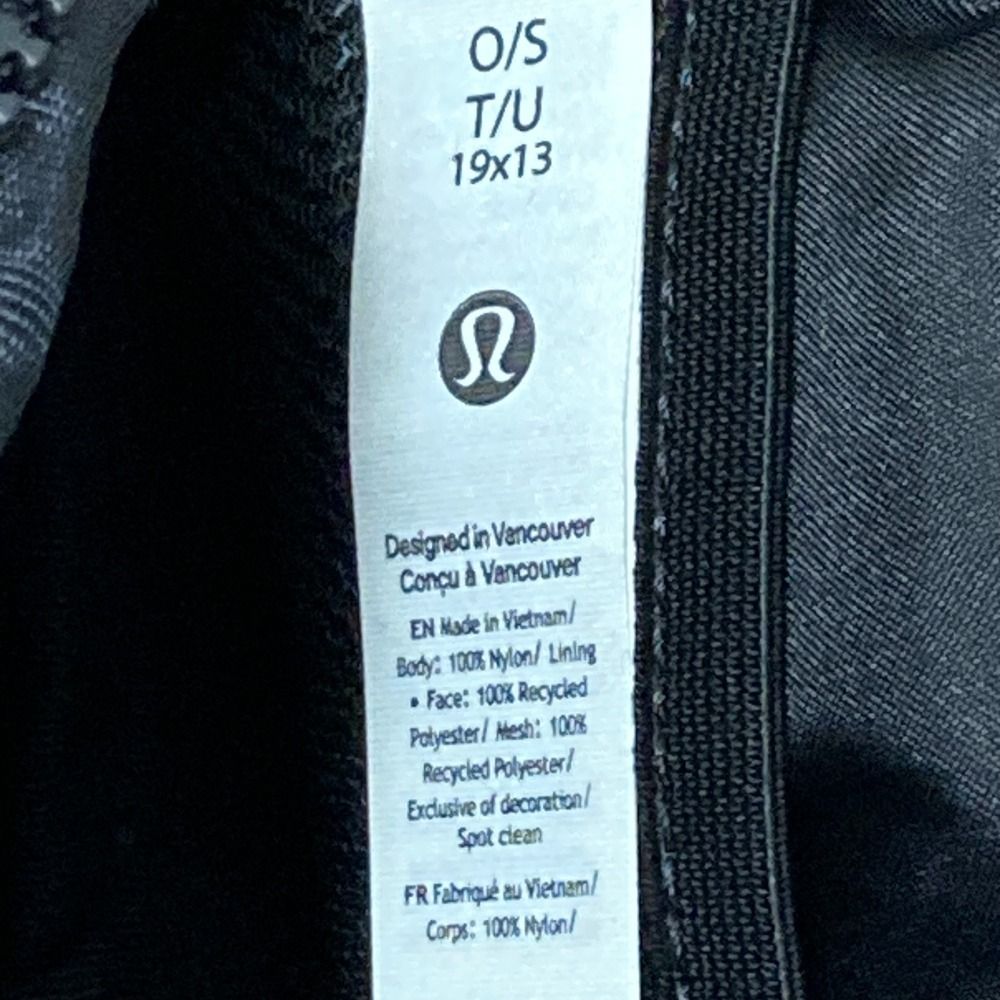 O/S
T/U
19x13
Designed in Vancouver
Conçu à Vancouver
EN Made in Vietnam/
Body: 100% Nylon/ Lining
• Face: 100% Recycled
Polyester/ Mesh: 100%
Recycled Polyester/
Exclusive of decoration/
Spot clean
FR Fabriqué au Vietnam/
Corps: 100% Nylon/